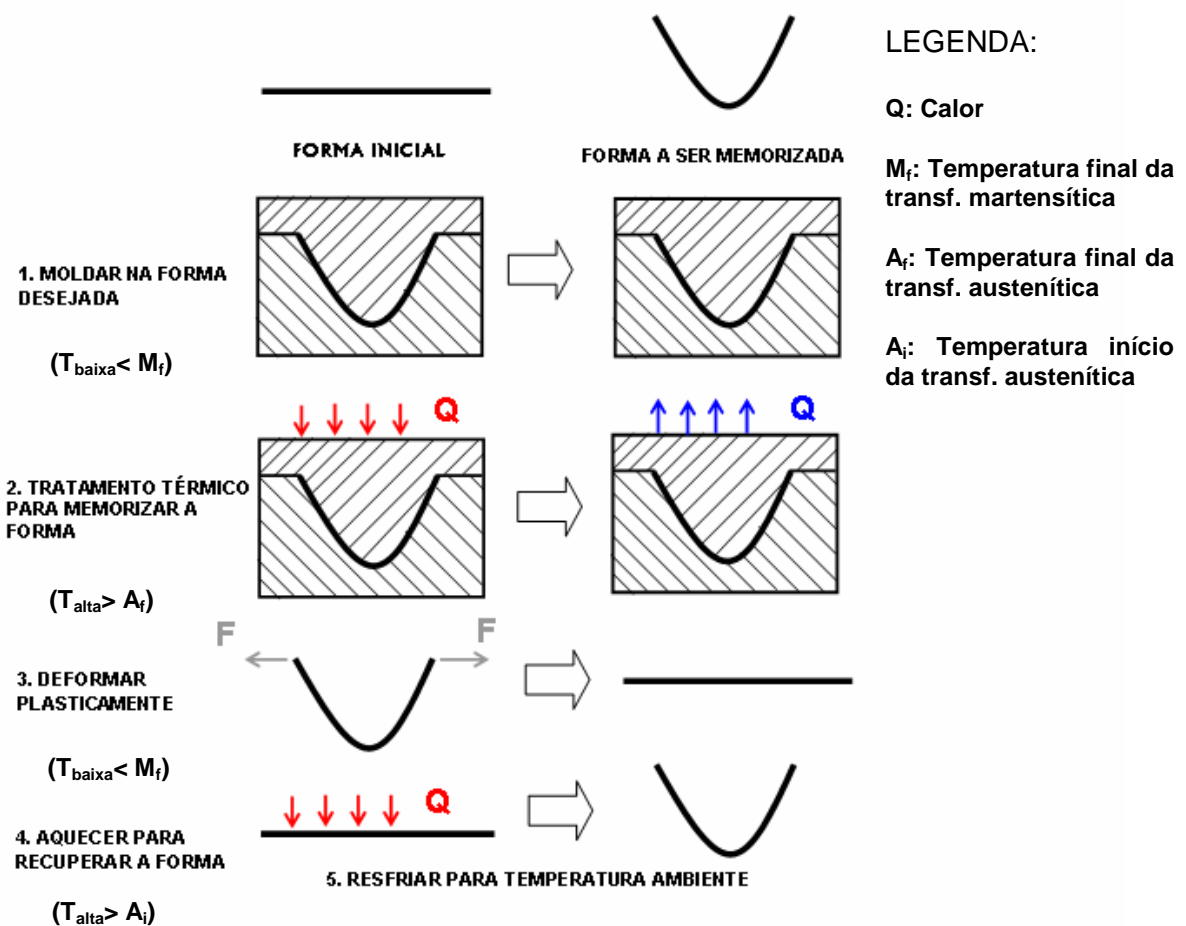 FORMA INICIAL
FORMA A SER MEMORIZADA
1. MOLDAR NA FORMA
DESEJADA
(Tbaixa< Mf)
Q
Q
2. TRATAMENTO TÉRMICO
PARA MEMORIZAR A
FORMA
(Talta> Af)
F
F
3. DEFORMAR
PLASTICAMENTE
(Tbaixa< Mf)
Q
4. AQUECER PARA
RECUPERAR A FORMA
5. RESFRIAR PARA TEMPERATURA AMBIENTE
(Talta> Ai)
LEGENDA:
Q: Calor
Mf: Temperatura final da
transf. martensítica
Af: Temperatura final da
transf. austenítica
Ai: Temperatura início
da transf. austenítica